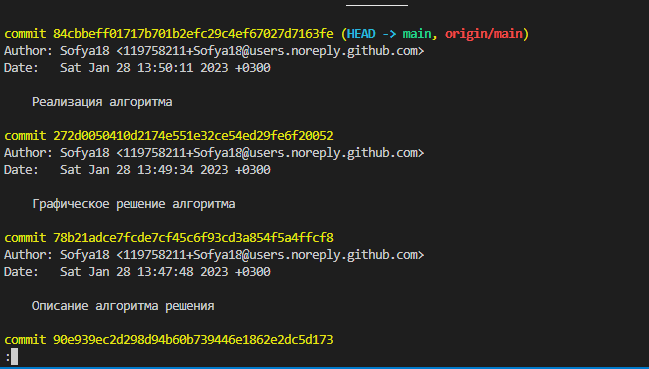 commit 84cbbeff01717b701b2efc29c4ef67027d7163fe (HEAD -> main, origin/main)
Author: Sofya18 <119758211+Sofya18@users.noreply.github.com>
Date:   Sat Jan 28 13:50:11 2023 +0300
Реализация алгоритма
commit 272d0050410d2174e551e32ce54ed29fe6f20052
Author: Sofya18 <119758211+Sofya18@users.noreply.github.com>
Date:   Sat Jan 28 13:49:34 2023 +0300
Графическое решение алгоритма
commit 78b21adce7fcde7cf45c6f93cd3a854f5a4ffcf8
Author: Sofya18 <119758211+Sofya18@users.noreply.github.com>
Date:   Sat Jan 28 13:47:48 2023 +0300
Описание алгоритма решения
commit 90e939ec2d298d94b60b739446e1862e2dc5d173
: